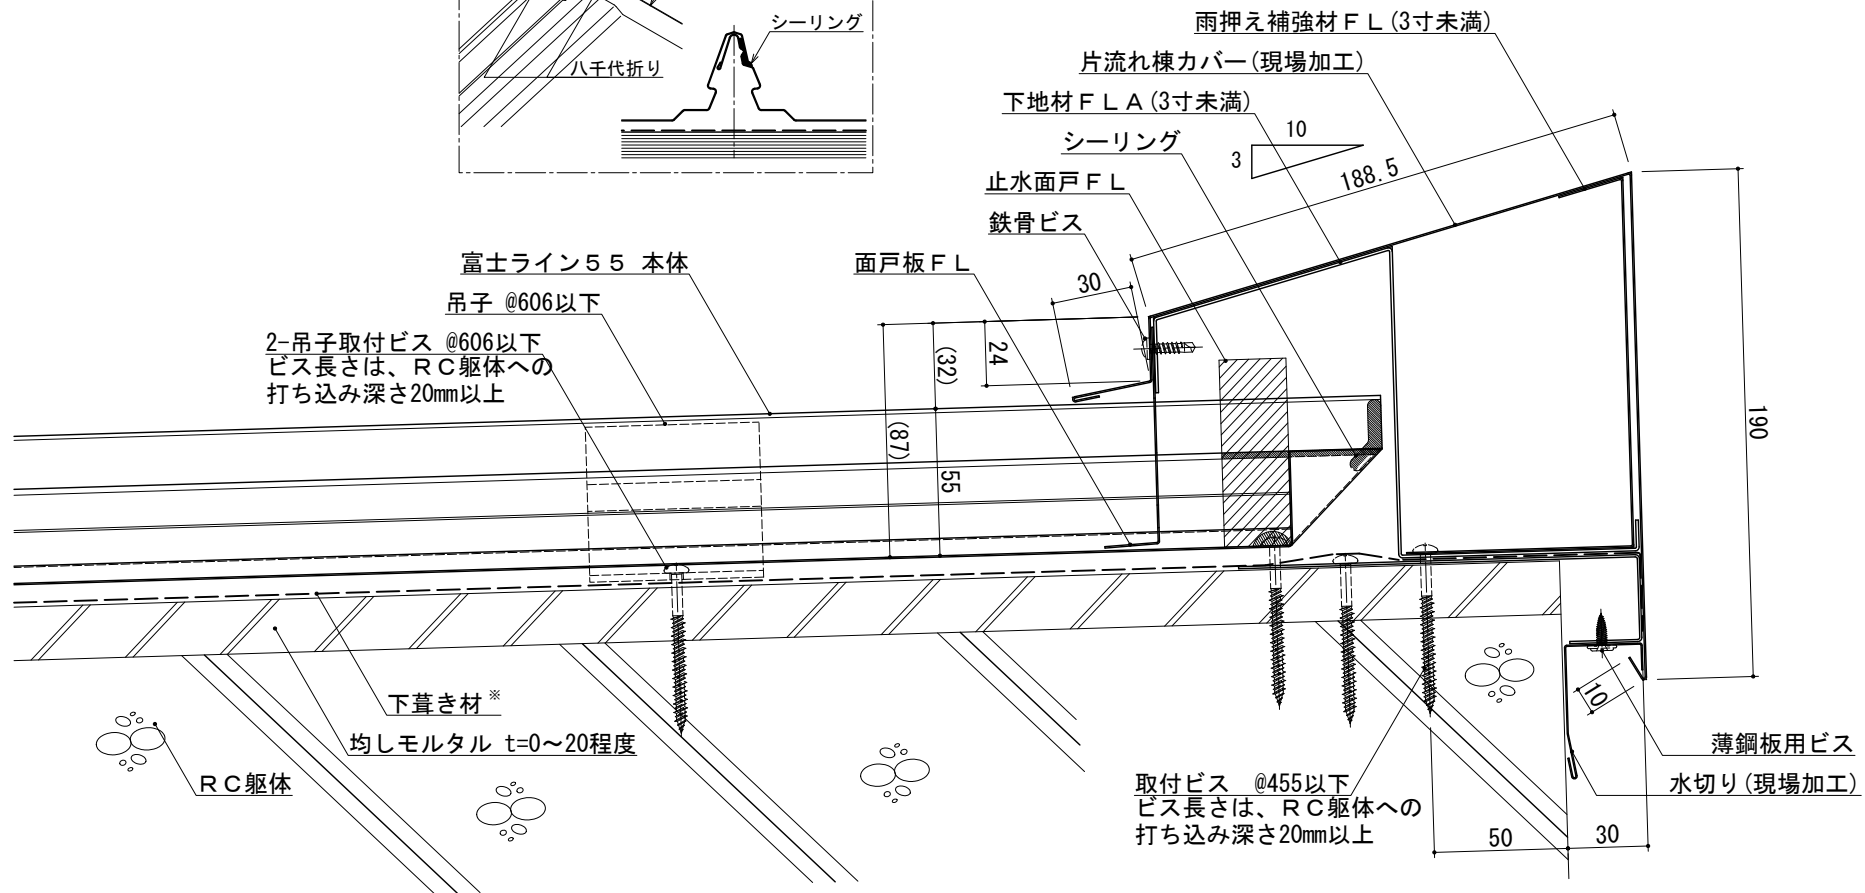 シーリング
八千代折り
雨押え補強材ＦＬ(3寸未満)
片流れ棟カバー(現場加工)
下地材ＦＬＡ(3寸未満)
シーリング
止水面戸ＦＬ
鉄骨ビス
面戸板ＦＬ
10
3
188.5
30
富士ライン５５ 本体
吊子 @606以下
2-吊子取付ビス @606以下
ビス長さは、ＲＣ躯体への
打ち込み深さ20mm以上
(32)
24
(87)
55
190
下葺き材※
均しモルタル t=0～20程度
ＲＣ躯体
10
薄鋼板用ビス
水切り(現場加工)
取付ビス @455以下
ビス長さは、ＲＣ躯体への
打ち込み深さ20mm以上
50
30